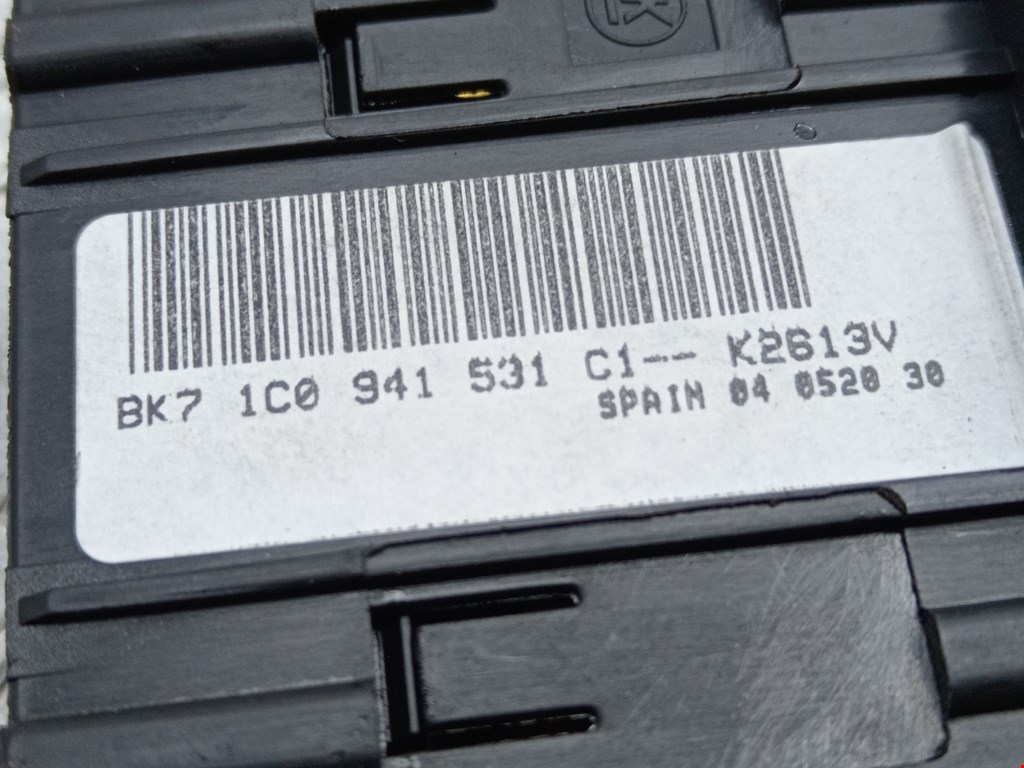 BK7 1C0 941 531 C1-- K2613V
SPAIN 04 0520 30